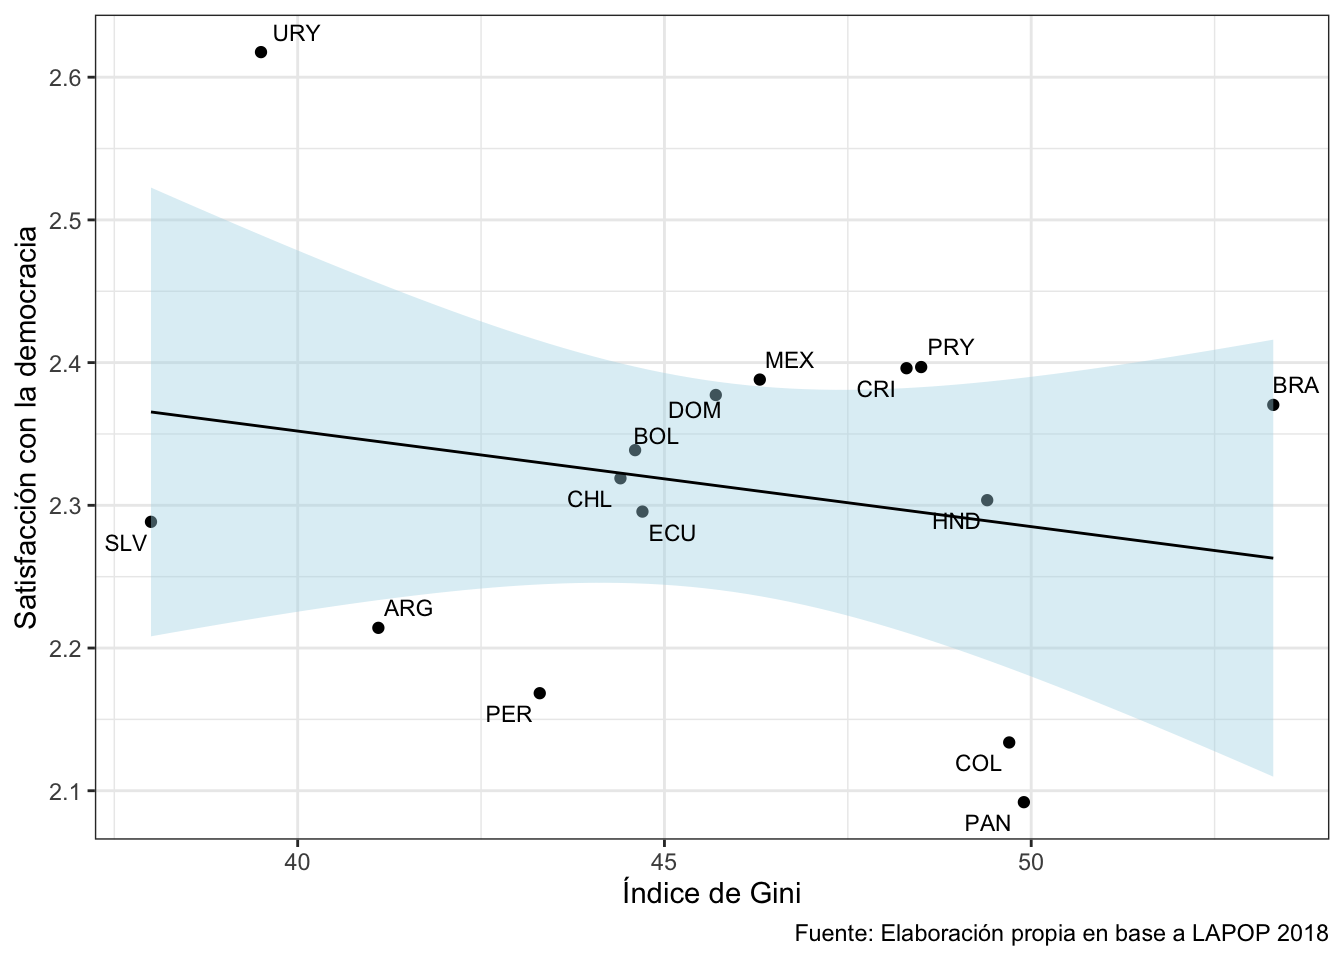 URY
2.6
2.5
2.4
2.3
2.2
2.1
Satisfacción con la democracia
PRY
MEX
CRI
BRA
DOM
BOL
CHL
HND
ECU
SLV
ARG
PER
COL
PAN
40
45
50
Índice de Gini
Fuente: Elaboración propia en base a LAPOP 2018